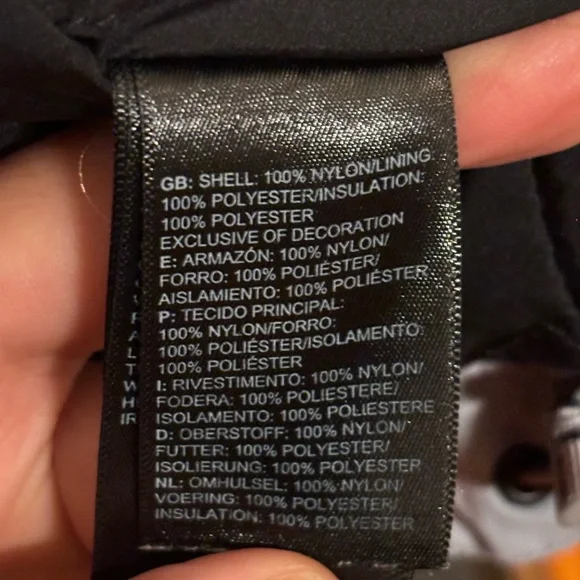 GB: SHELL: 100% NYLON/LINING:
100% POLYESTER/INSULATION:
100% POLYESTER
EXCLUSIVE OF DECORATION
E: ARMAZÓN: 100% NYLON/
FORRO: 100% POLIÉSTER/
AISLAMIENTO: 100% POLIÉSTER
P: TECIDO PRINCIPAL:
100% NYLON/FORRO:
100% POLIÉSTER/ISOLAMENTO:
100% POLIÉSTER
I: RIVESTIMENTO: 100% NYLON/
FODERA: 100% POLIESTERE/
ISOLAMENTO: 100% POLIESTERE
D: OBERSTOFF: 100% NYLON/
FUTTER: 100% POLYESTER/
ISOLIERUNG: 100% POLYESTER
NL: OMHULSEL: 100% NYLON/
VOERING: 100% POLYESTER/
INSULATION: 100% POLYESTER